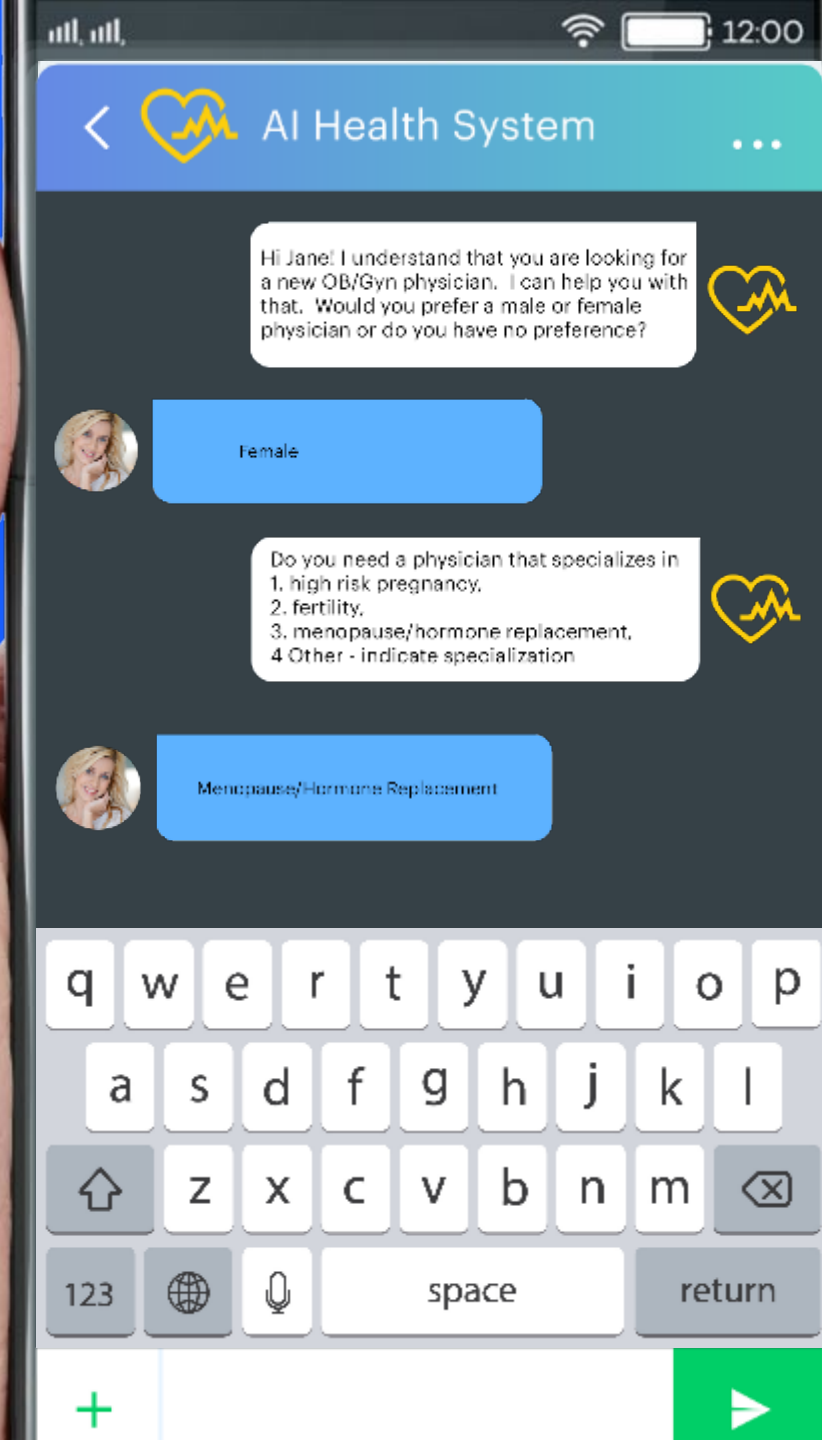 12:00
AI Health System
Hi Jane! I understand that you are looking for
a new OB/Gyn physician.  I can help you with
that.  Would you prefer a male or female
physician or do you have no preference?
Female
Do you need a physician that specializes in
1. high risk pregnancy,
2. fertility,
3. menopause/hormone replacement,
4 Other - indicate specialization
Menopause/Hormone Replacement
q w e r t y u i o p
a s d f g h j k l
z x c v b n m
123 space return